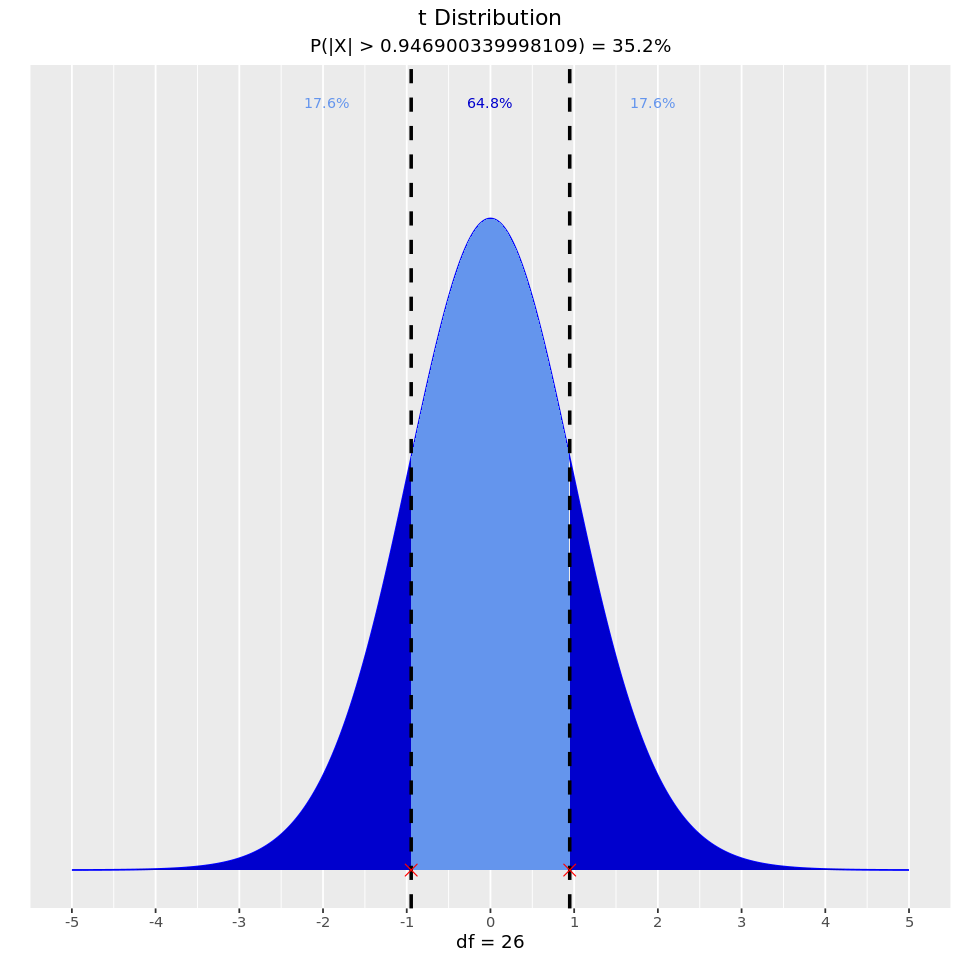 t Distribution
P(|X| > 0.946900339998109) = 35.2%
17.6% 64.8% 17.6%
-5 -4 -3 -2 -1 0 1 2 3 4 5
df = 26